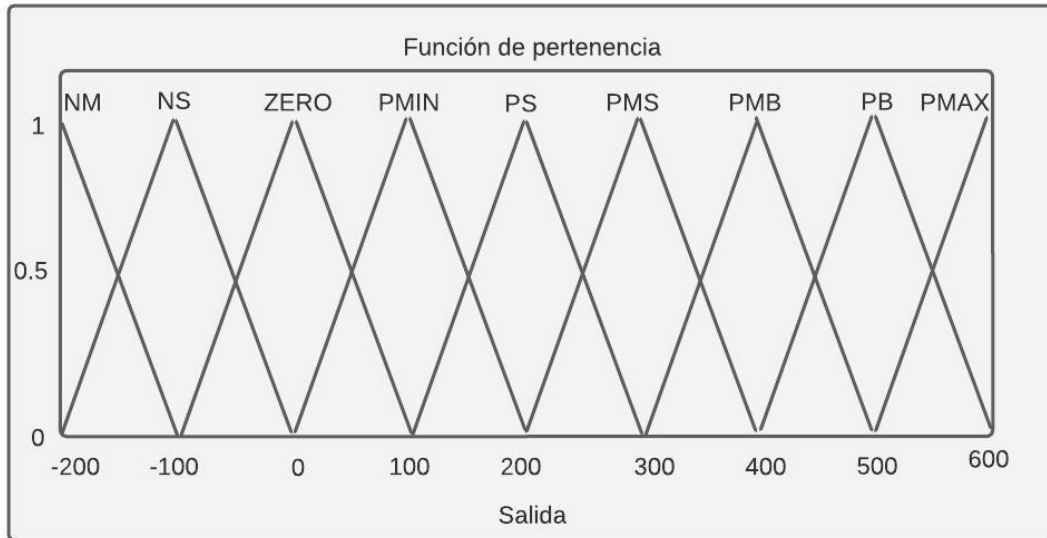 Función de pertenencia
NM NS ZERO PMIN PS PMS PMB PB PMAX
1
0.5
0
-200 -100 0 100 200 300 400 500 600
Salida